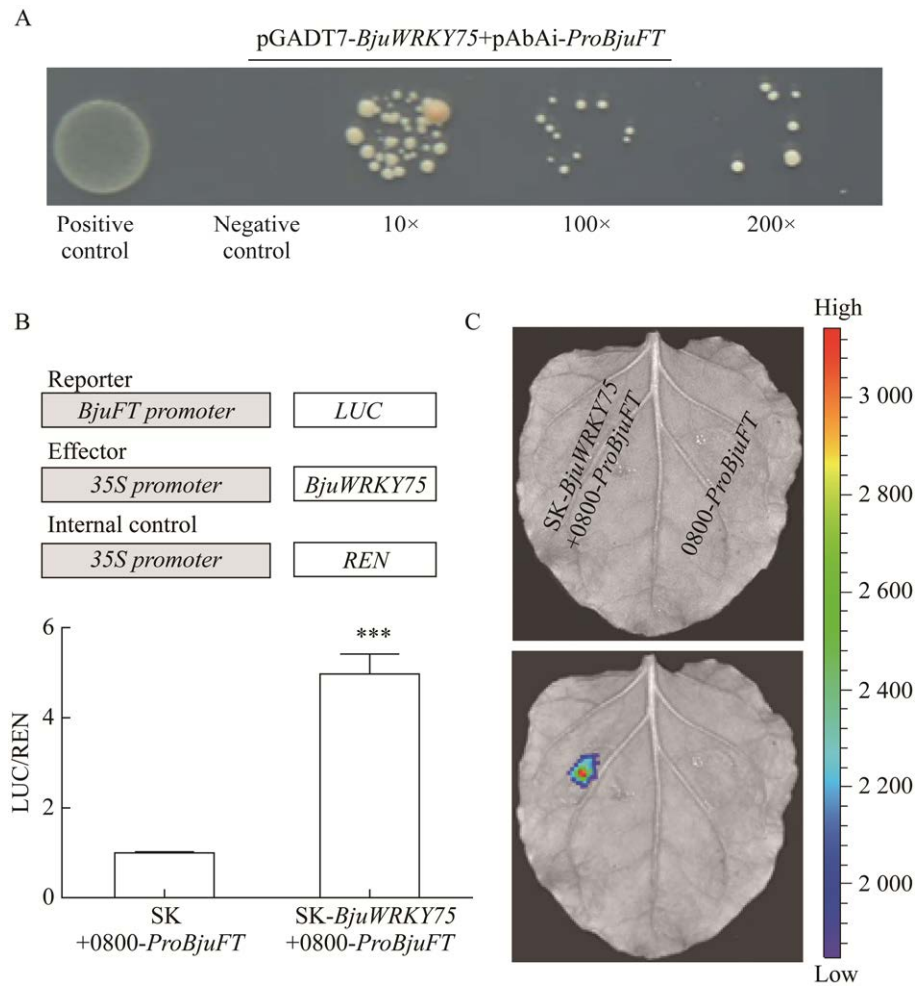 A
pGADT7-BjuWRKY75+pAbAi-ProBjuFT
Positive control
Negative control
10×
100×
200×
B
Reporter
BjuFT promoter
LUC
Effector
35S promoter
BjuWRKY75
Internal control
35S promoter
REN
6
4
2
0
LUC/REN
***
SK
+0800-ProBjuFT
SK-BjuWRKY75
+0800-ProBjuFT
C
SK-BjuWRKY75
+0800-ProBjuFT
0800-ProBjuFT
High
3 000
2 800
2 600
2 400
2 200
2 000
Low